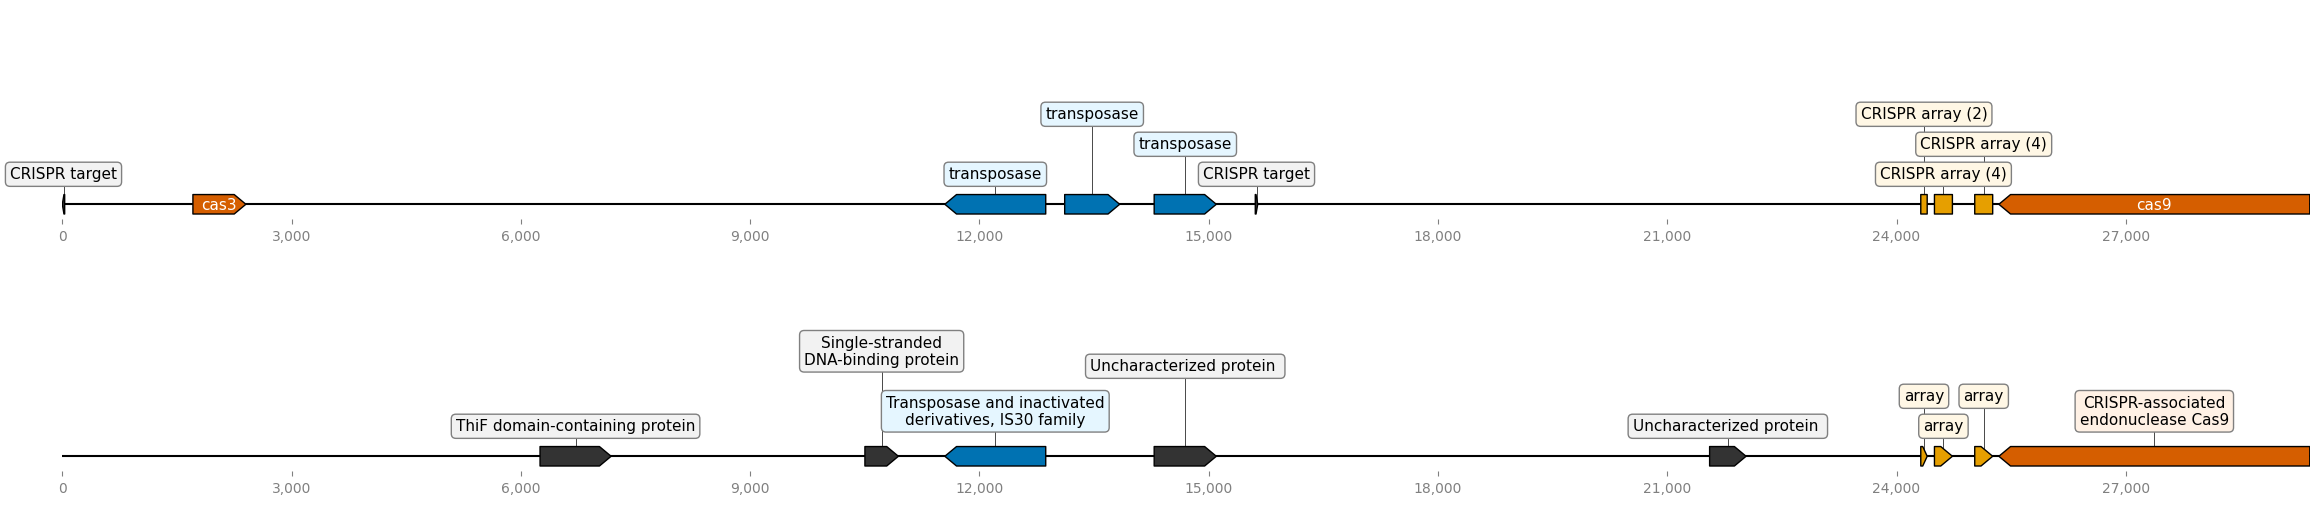 CRISPR array (2)
transposase
transposase
CRISPR array (4)
CRISPR target
transposase
CRISPR target
CRISPR array (4)
cas3
cas9
0
3,000
6,000
9,000
12,000
15,000
18,000
21,000
24,000
27,000
Single-stranded
DNA-binding protein
Uncharacterized protein
Transposase and inactivated
derivatives, IS30 family
array
array
CRISPR-associated
endonuclease Cas9
ThiF domain-containing protein
Uncharacterized protein
array
0
3,000
6,000
9,000
12,000
15,000
18,000
21,000
24,000
27,000